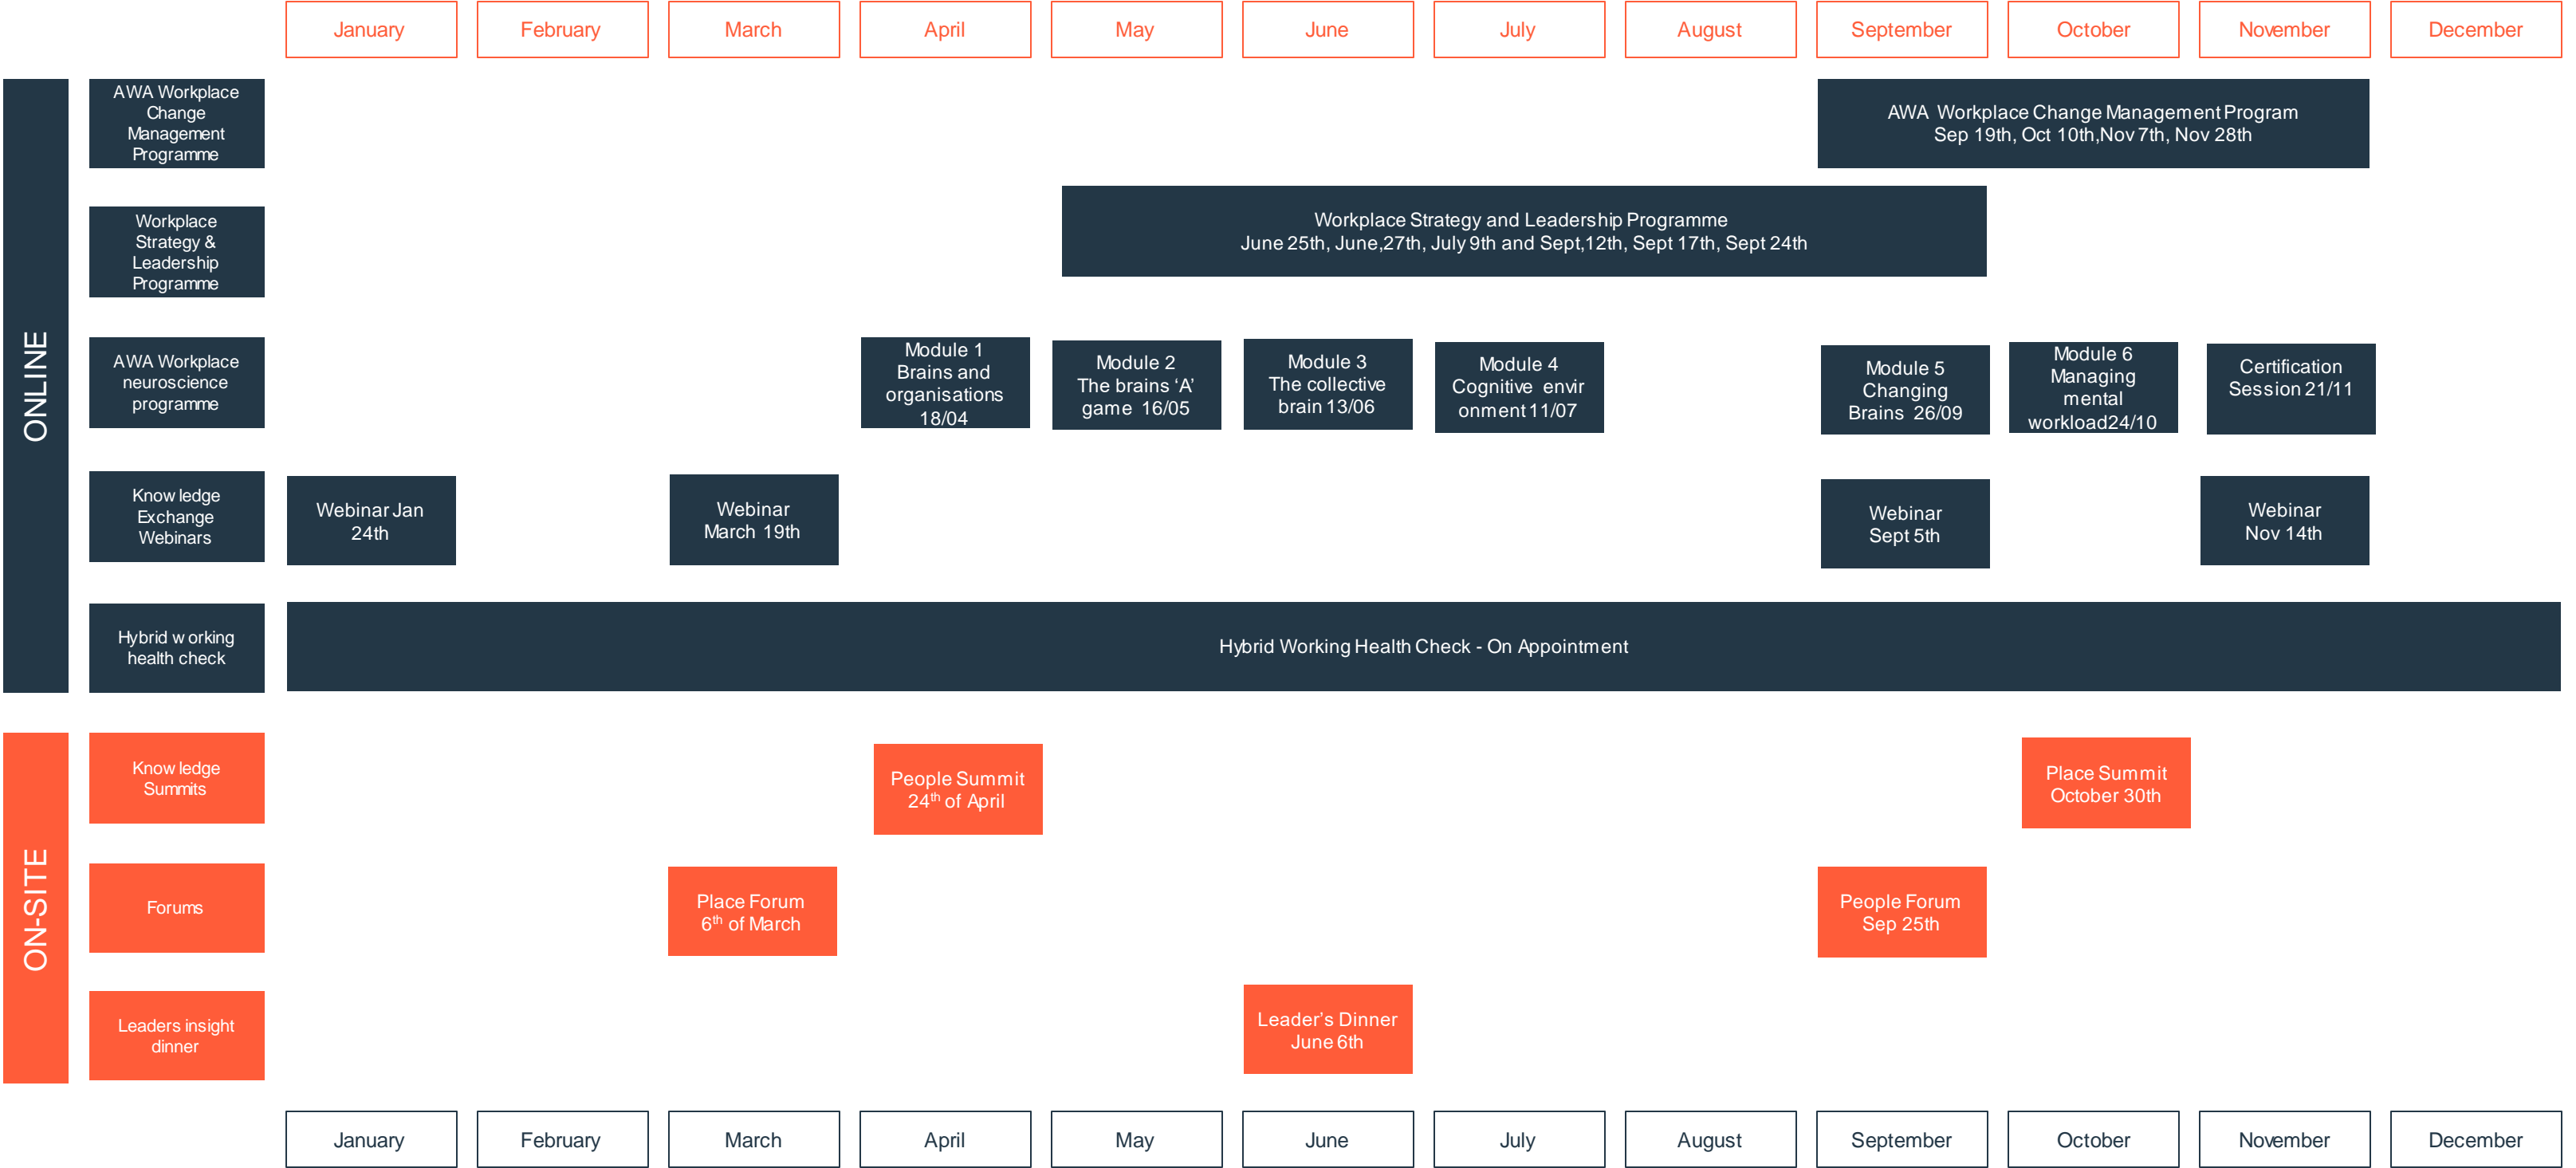 January
February
March
April
May
June
July
August
September
October
November
December
ONLINE
AWA Workplace
Change
Management
Programme
AWA Workplace Change Management Program
Sep 19th, Oct 10th,Nov 7th, Nov 28th
Workplace
Strategy &
Leadership
Programme
Workplace Strategy and Leadership Programme
June 25th, June,27th, July 9th and Sept,12th, Sept 17th, Sept 24th
AWA Workplace
neuroscience
programme
Module 1
Brains and
organisations
18/04
Module 2
The brains ‘A’
game 16/05
Module 3
The collective
brain 13/06
Module 4
Cognitive envir
onment 11/07
Module 5
Changing
Brains 26/09
Module 6
Managing
mental
workload24/10
Certification
Session 21/11
Knowledge
Exchange
Webinars
Webinar Jan
24th
Webinar
March 19th
Webinar
Sept 5th
Webinar
Nov 14th
Hybrid working
health check
Hybrid Working Health Check - On Appointment
ON-SITE
Knowledge
Summits
People Summit
24th of April
Place Summit
October 30th
Forums
Place Forum
6th of March
People Forum
Sep 25th
Leaders insight
dinner
Leader’s Dinner
June 6th
January
February
March
April
May
June
July
August
September
October
November
December